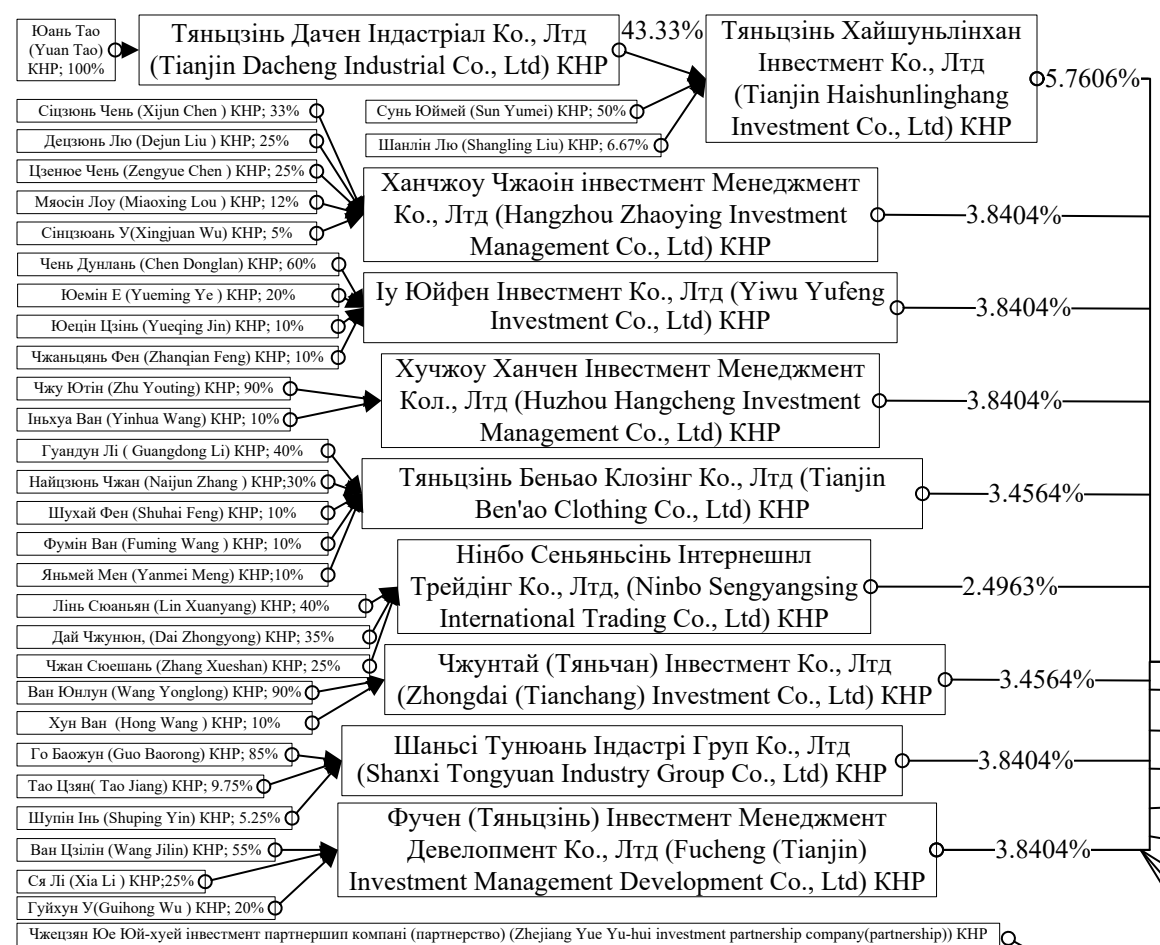 Юань Тао
(Yuan Tao)
КНР; 100%
Тяньцзінь Дачен Індастріал Ко., Лтд
(Tianjin Dacheng Industrial Co., Ltd) КНР
43.33%
Тяньцзінь Хайшуньлінхан
Інвестмент Ко., Лтд
(Tianjin Haishunlinghang
Investment Co., Ltd) КНР
5.7606%
Сунь Юймей (Sun Yumei) КНР; 50%
Шанлін Лю (Shangling Liu) КНР; 6.67%
Сіцзюнь Чень (Xijun Chen ) КНР; 33%
Децзюнь Лю (Dejun Liu ) КНР; 25%
Цзенюе Чень (Zengyue Chen ) КНР; 25%
Мяосін Лоу (Miaoxing Lou ) КНР; 12%
Сінцзюань У(Xingjuan Wu) КНР; 5%
Ханчжоу Чжаоін інвестмент Менеджмент
Ко., Лтд (Hangzhou Zhaoying Investment
Management Co., Ltd) КНР
3.8404%
Чень Дунлань (Chen Donglan) КНР; 60%
Юемін Е (Yueming Ye ) КНР; 20%
Юецін Цзінь (Yueqing Jin) КНР; 10%
Чжаньцянь Фен (Zhanqian Feng) КНР; 10%
Іу Юйфен Інвестмент Ко., Лтд (Yiwu Yufeng
Investment Co., Ltd) КНР
3.8404%
Чжу Ютін (Zhu Youting) КНР; 90%
Іньхуа Ван (Yinhua Wang) КНР; 10%
Хучжоу Ханчен Інвестмент Менеджмент
Кол., Лтд (Huzhou Hangcheng Investment
Management Co., Ltd) КНР
3.8404%
Гуандун Лі ( Guangdong Li) КНР; 40%
Найцзюнь Чжан (Naijun Zhang ) КНР;30%
Шухай Фен (Shuhai Feng) КНР; 10%
Фумін Ван (Fuming Wang ) КНР; 10%
Яньмей Мен (Yanmei Meng) КНР;10%
Тяньцзінь Беньао Клозінг Ко., Лтд (Tianjin
Ben'ao Clothing Co., Ltd) КНР
3.4564%
Лінь Сюаньян (Lin Xuanyang) КНР; 40%
Дай Чжунюн, (Dai Zhongyong) КНР; 35%
Чжан Сюешань (Zhang Xueshan) КНР; 25%
Нінбо Сеньяньсінь Інтернешнл
Трейдінг Ко., Лтд, (Ninbo Sengyangsing
International Trading Co., Ltd) КНР
2.4963%
Ван Юнлун (Wang Yonglong) КНР; 90%
Хун Ван  (Hong Wang ) КНР; 10%
Чжунтай (Тяньчан) Інвестмент Ко., Лтд
(Zhongdai (Tianchang) Investment Co., Ltd) КНР
3.4564%
Го Баожун (Guo Baorong) КНР; 85%
Тао Цзян( Tao Jiang) КНР; 9.75%
Шупін Інь (Shuping Yin) КНР; 5.25%
Шаньсі Тунюань Індастрі Груп Ко., Лтд
(Shanxi Tongyuan Industry Group Co., Ltd) КНР
3.8404%
Ван Цзілін (Wang Jilin) КНР; 55%
Ся Лі (Xia Li ) КНР;25%
Гуйхун У(Guihong Wu ) КНР; 20%
Фучен (Тяньцзінь) Інвестмент Менеджмент
Девелопмент Ко., Лтд (Fucheng (Tianjin)
Investment Management Development Co., Ltd) КНР
3.8404%
Чжецзян Юе Юй-хуей інвестмент партнершип компані (партнерство) (Zhejiang Yue Yu-hui investment partnership company(partnership)) КНР